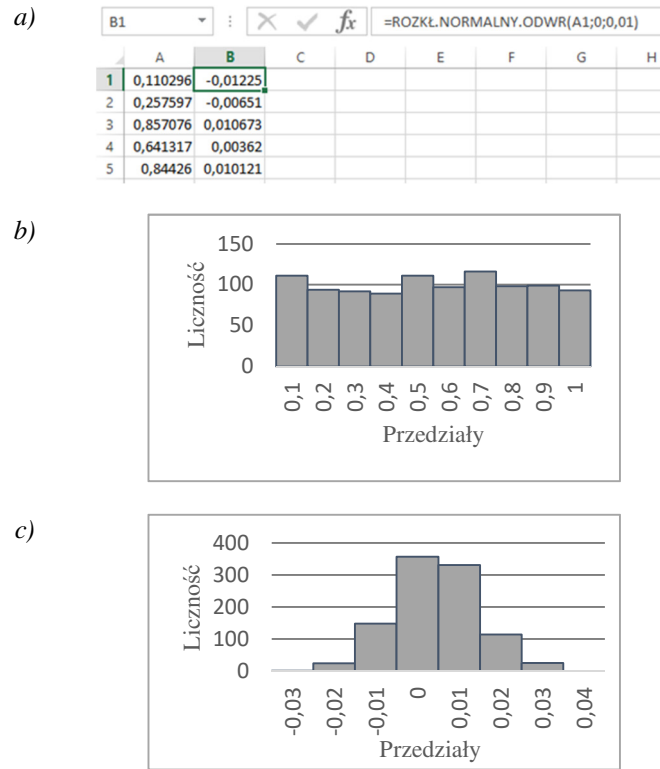 a)
B1 fx =ROZKŁ.NORMALNY.ODWR(A1;0;0,01)
A B C D E F G H
1 0,110296 -0,01225
2 0,257597 -0,00651
3 0,857076 0,010673
4 0,641317 0,00362
5 0,84426 0,010121
b)
150
100
50
0
Liczność
0,1 0,2 0,3 0,4 0,5 0,6 0,7 0,8 0,9 1
Przedziały
c)
400
300
200
100
0
Liczność
-0,03 -0,02 -0,01 0 0,01 0,02 0,03 0,04
Przedziały